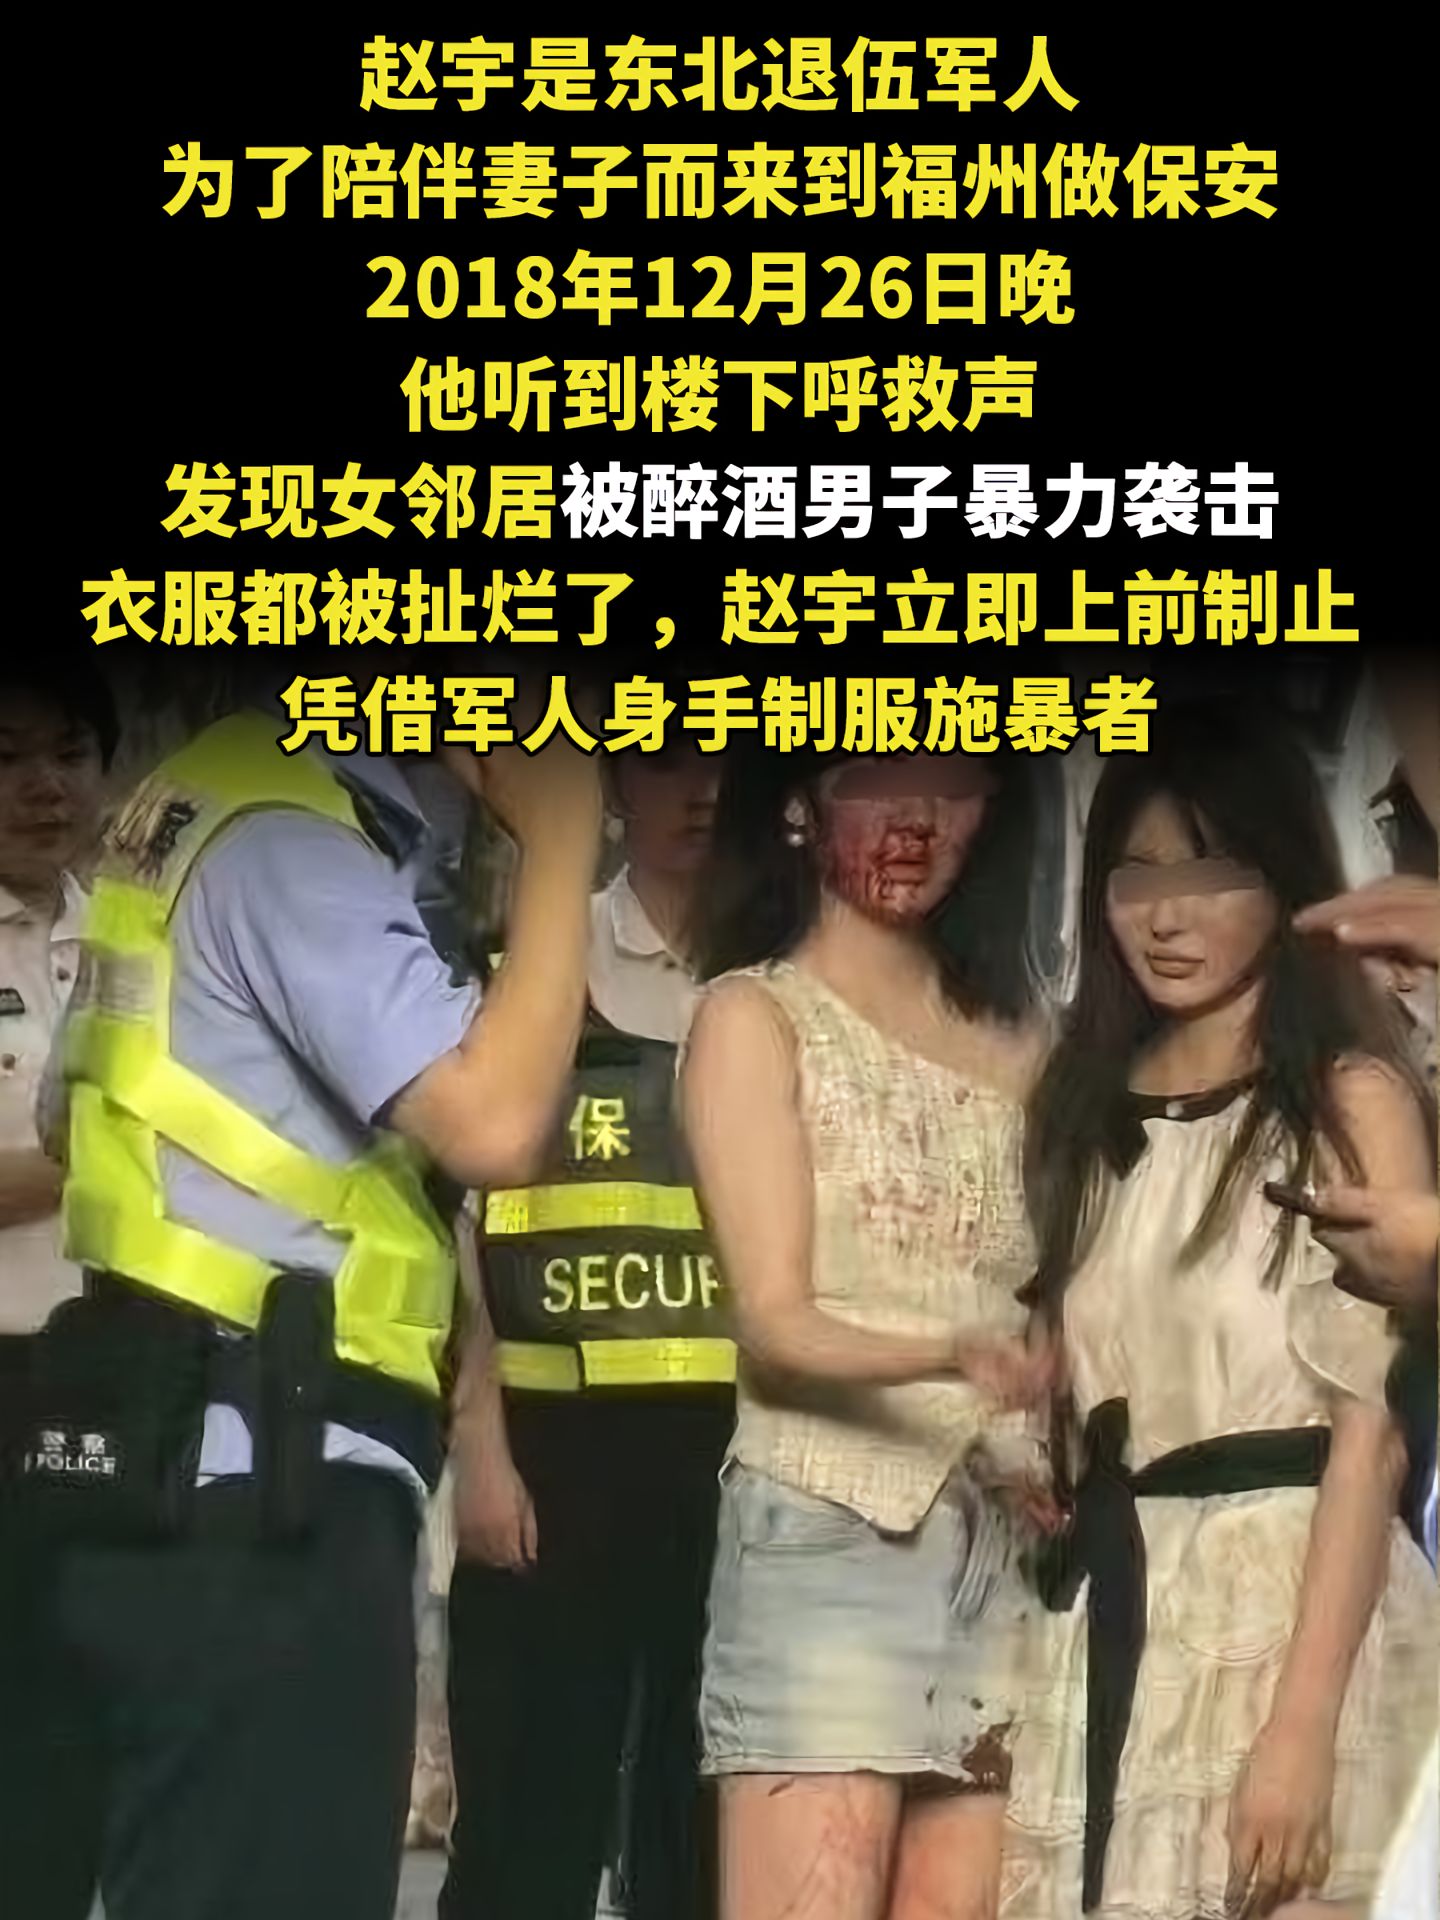 赵宇是东北退伍军人
为了陪伴妻子而来到福州做保安
2018年12月26日晚
他听到楼下呼救声
发现女邻居被醉酒男子暴力袭击
衣服都被扯烂了，赵宇立即上前制止
凭借军人身手制服施暴者
保
SECUR
POLICE